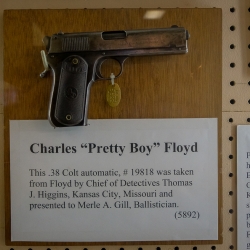 Charles “Pretty Boy” Floyd
This .38 Colt automatic, # 19818 was taken
from Floyd by Chief of Detectives Thomas
J. Higgins, Kansas City, Missouri and
presented to Merle A. Gill, Ballistician.
(5892)